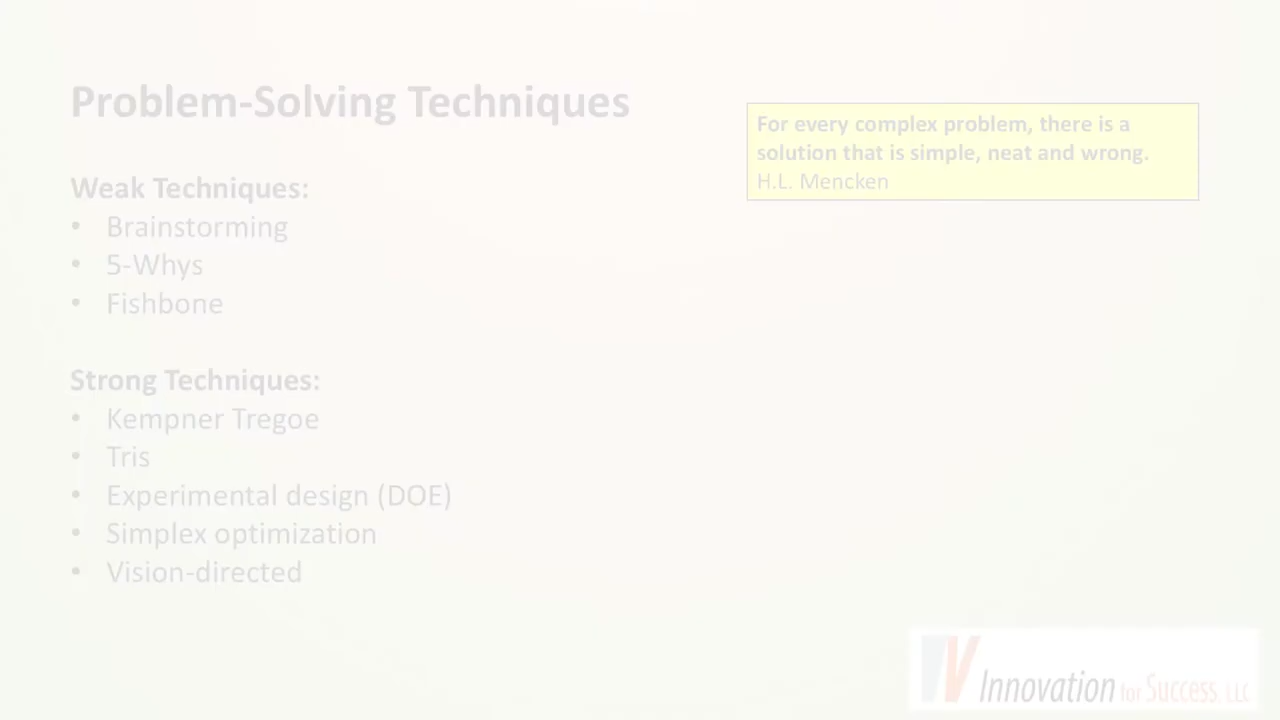 Problem-Solving Techniques
For every complex problem, there is a
solution that is simple, neat and wrong.
H.L. Mencken
Weak Techniques:
• Brainstorming
• 5-Whys
• Fishbone
Strong Techniques:
• Kempner Tregoe
• Tris
• Experimental design (DOE)
• Simplex optimization
• Vision-directed
Innovation for Success, LLC